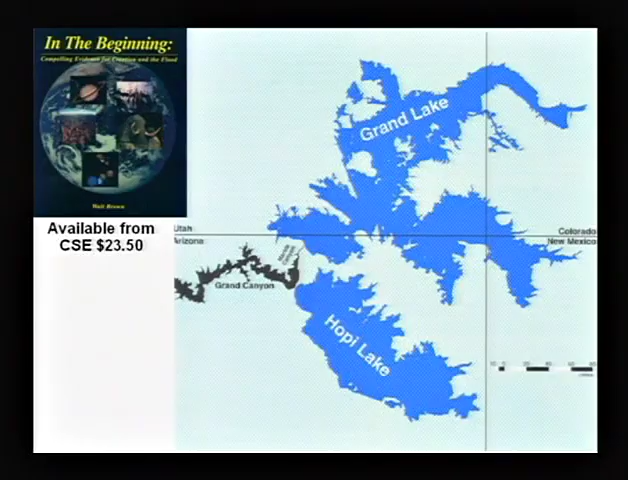 In The Beginning:
Compelling Evidence for Creation and the Flood
Walt Brown
Available from
CSE $23.50
Grand Lake
Utah
Arizona
Colorado
New Mexico
Grand Canyon
Hopi Lake